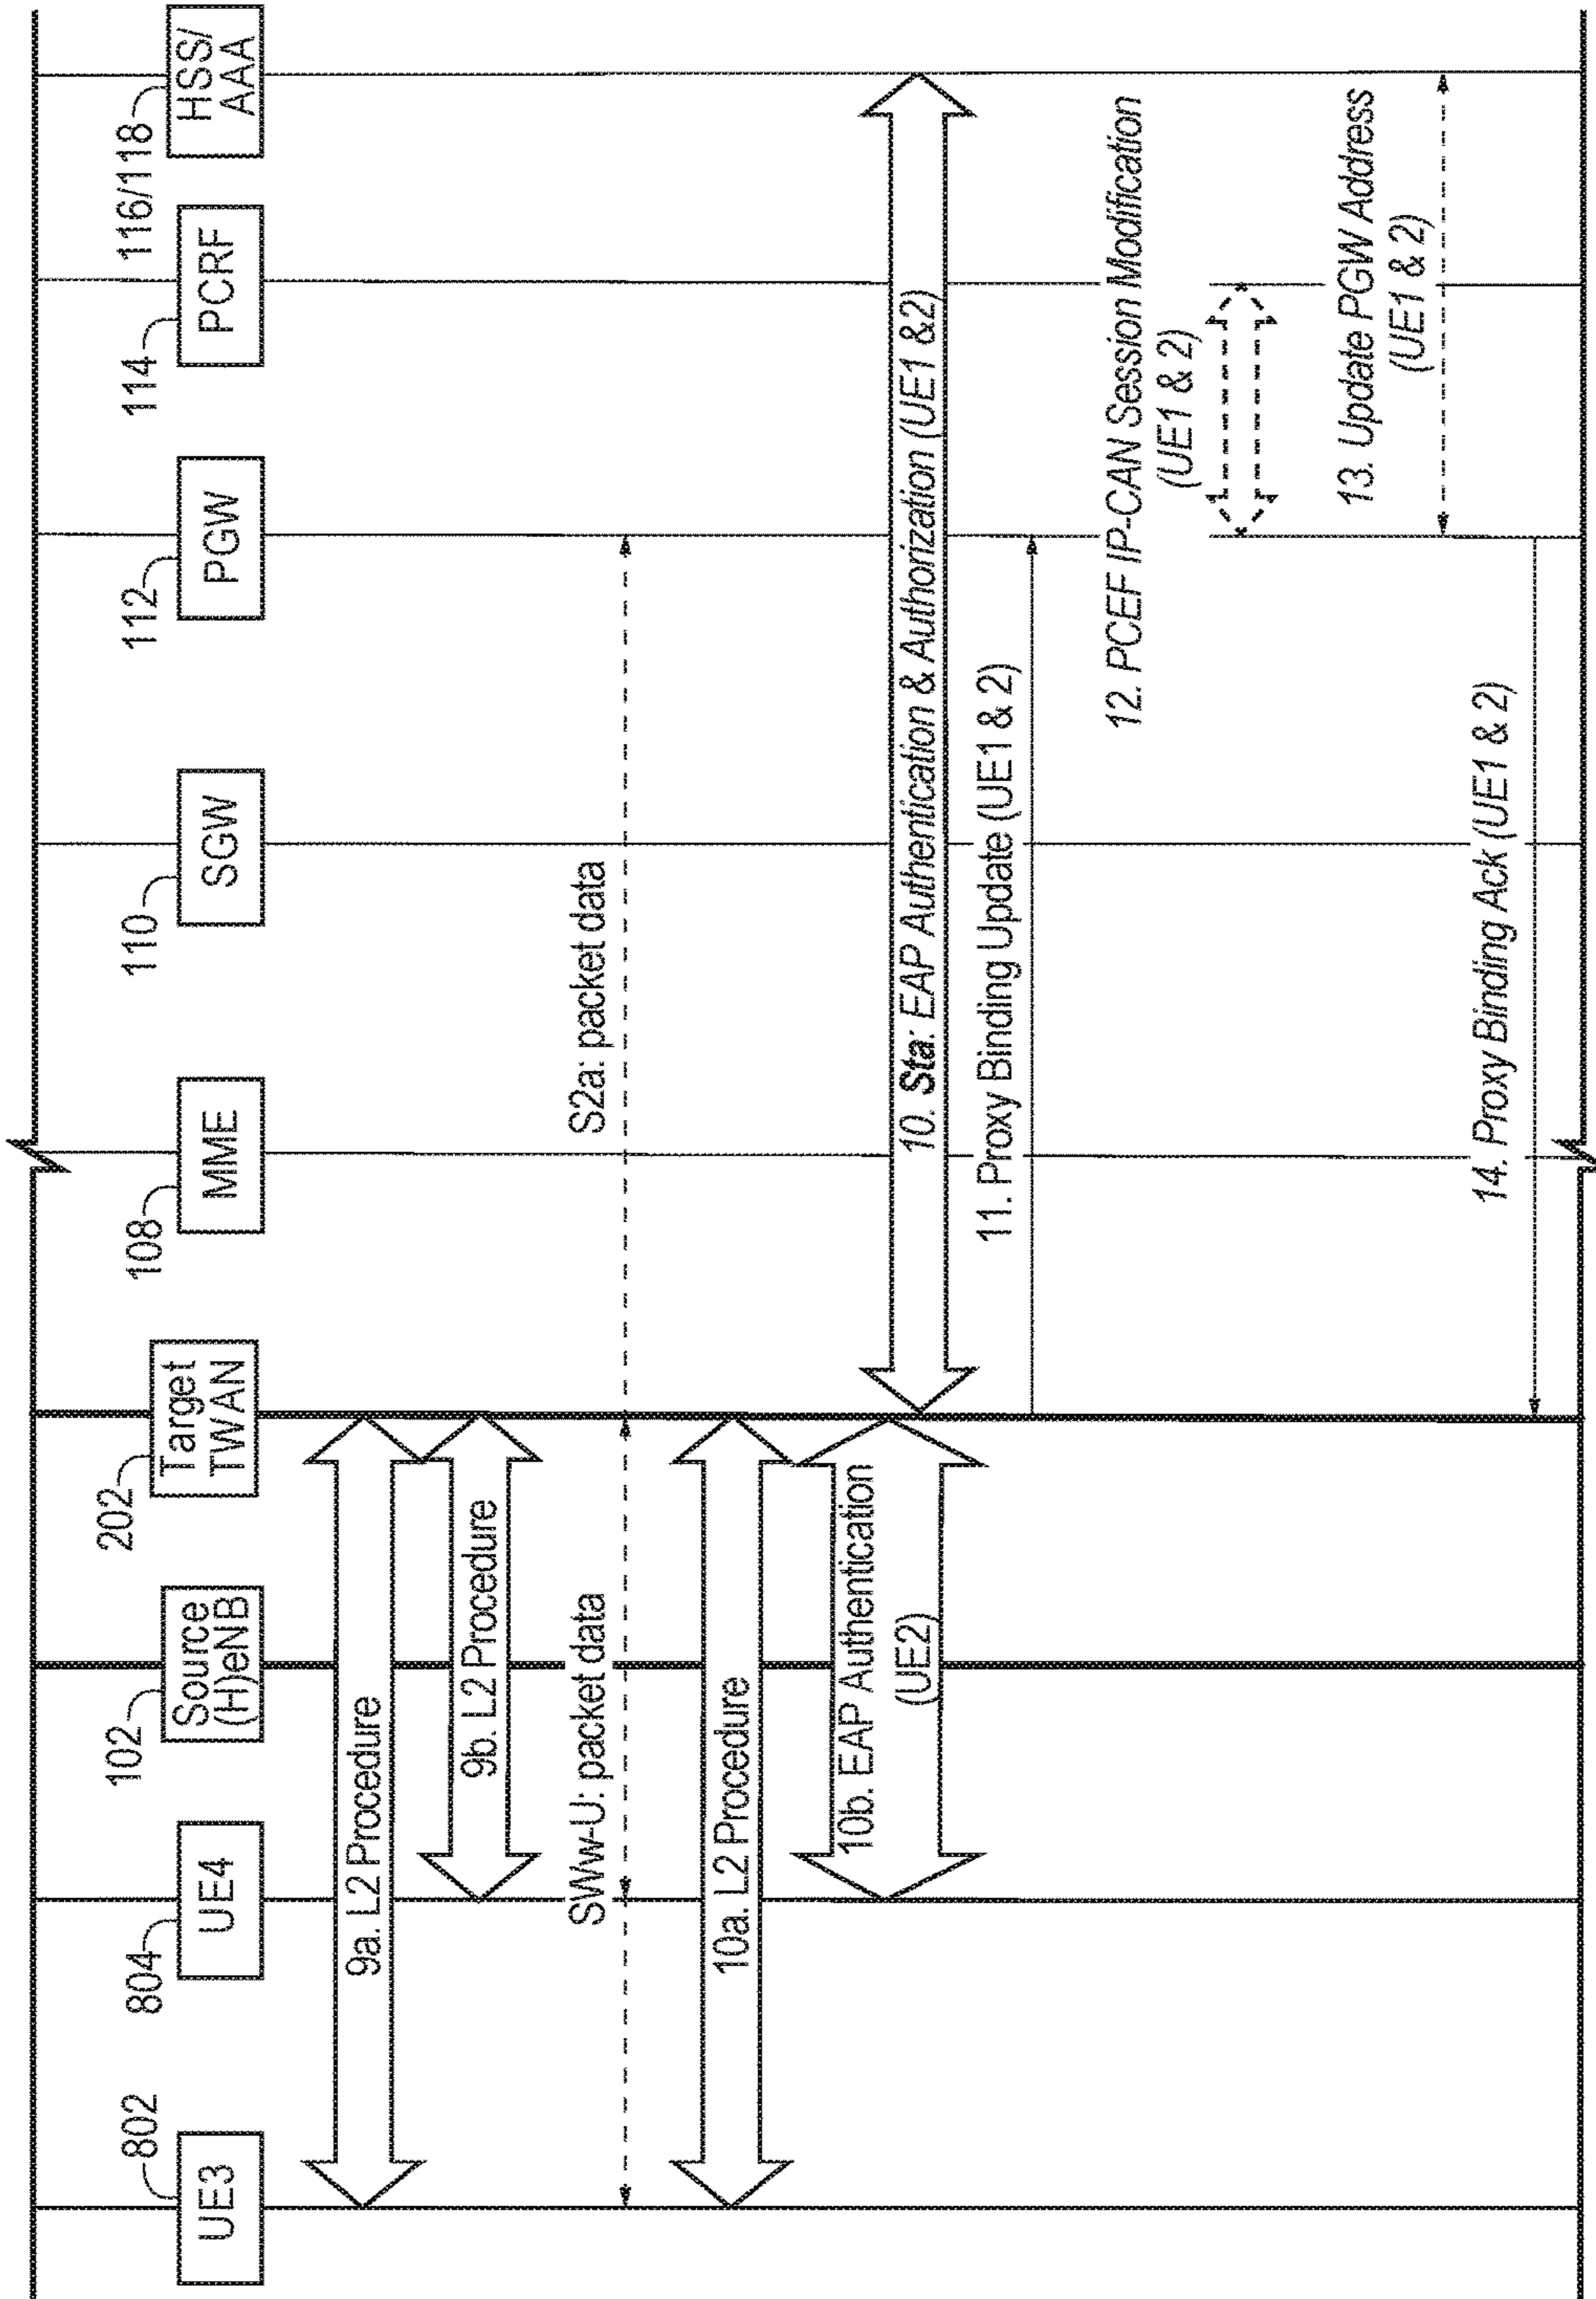 802
UE3
804
UE4
102
Source
(H)eNB
202
Target
TWAN
108
MME
110
SGW
112
PGW
114
PCRF
116/118
HSS/
AAA
9a. L2 Procedure
9b. L2 Procedure
SWw-U: packet data
S2a: packet data
10a. L2 Procedure
10b. EAP Authentication
(UE2)
10. Sta: EAP Authentication & Authorization (UE1 &2)
11. Proxy Binding Update (UE1 & 2)
12. PCEF IP-CAN Session Modification
(UE1 & 2)
13. Update PGW Address
(UE1 & 2)
14. Proxy Binding Ack (UE1 & 2)